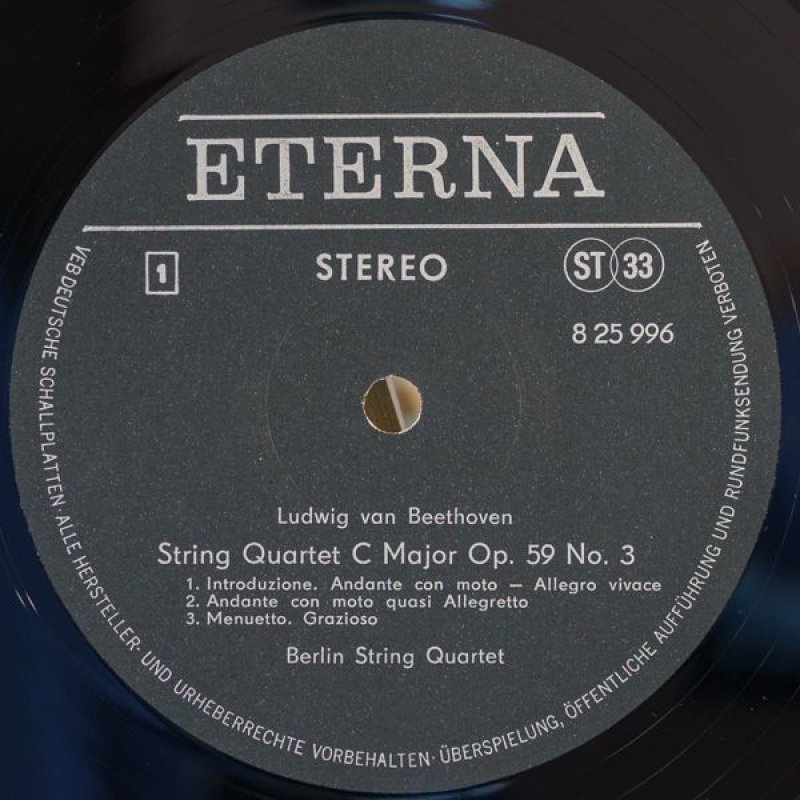 ETERNA
1
STEREO
ST 33
8 25 996
Ludwig van Beethoven
String Quartet C Major Op. 59 No. 3
1. Introduzione. Andante con moto – Allegro vivace
2. Andante con moto quasi Allegretto
3. Menuetto. Grazioso
Berlin String Quartet
VEB DEUTSCHE SCHALLPLATTEN · ALLE HERSTELLER- UND URHEBERRECHTE VORBEHALTEN · ÜBERSPIELUNG, ÖFFENTLICHE AUFFÜHRUNG UND RUNDFUNKSENDUNG VERBOTEN